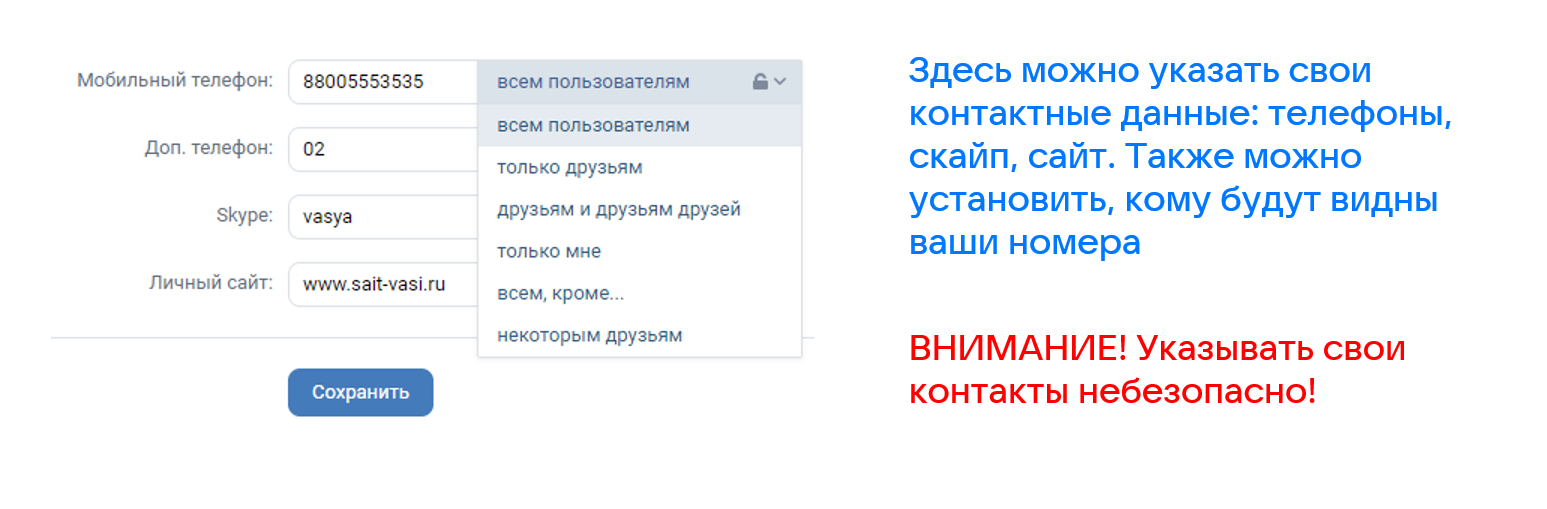 Мобильный телефон: 88005553535 всем пользователям
всем пользователям
Доп. телефон: 02
только друзьям
друзьям и друзьям друзей
Skype: vasya
только мне
Личный сайт: www.sait-vasi.ru
всем, кроме...
некоторым друзьям
Сохранить
Здесь можно указать свои
контактные данные: телефоны,
скайп, сайт. Также можно
установить, кому будут видны
ваши номера
ВНИМАНИЕ! Указывать свои
контакты небезопасно!